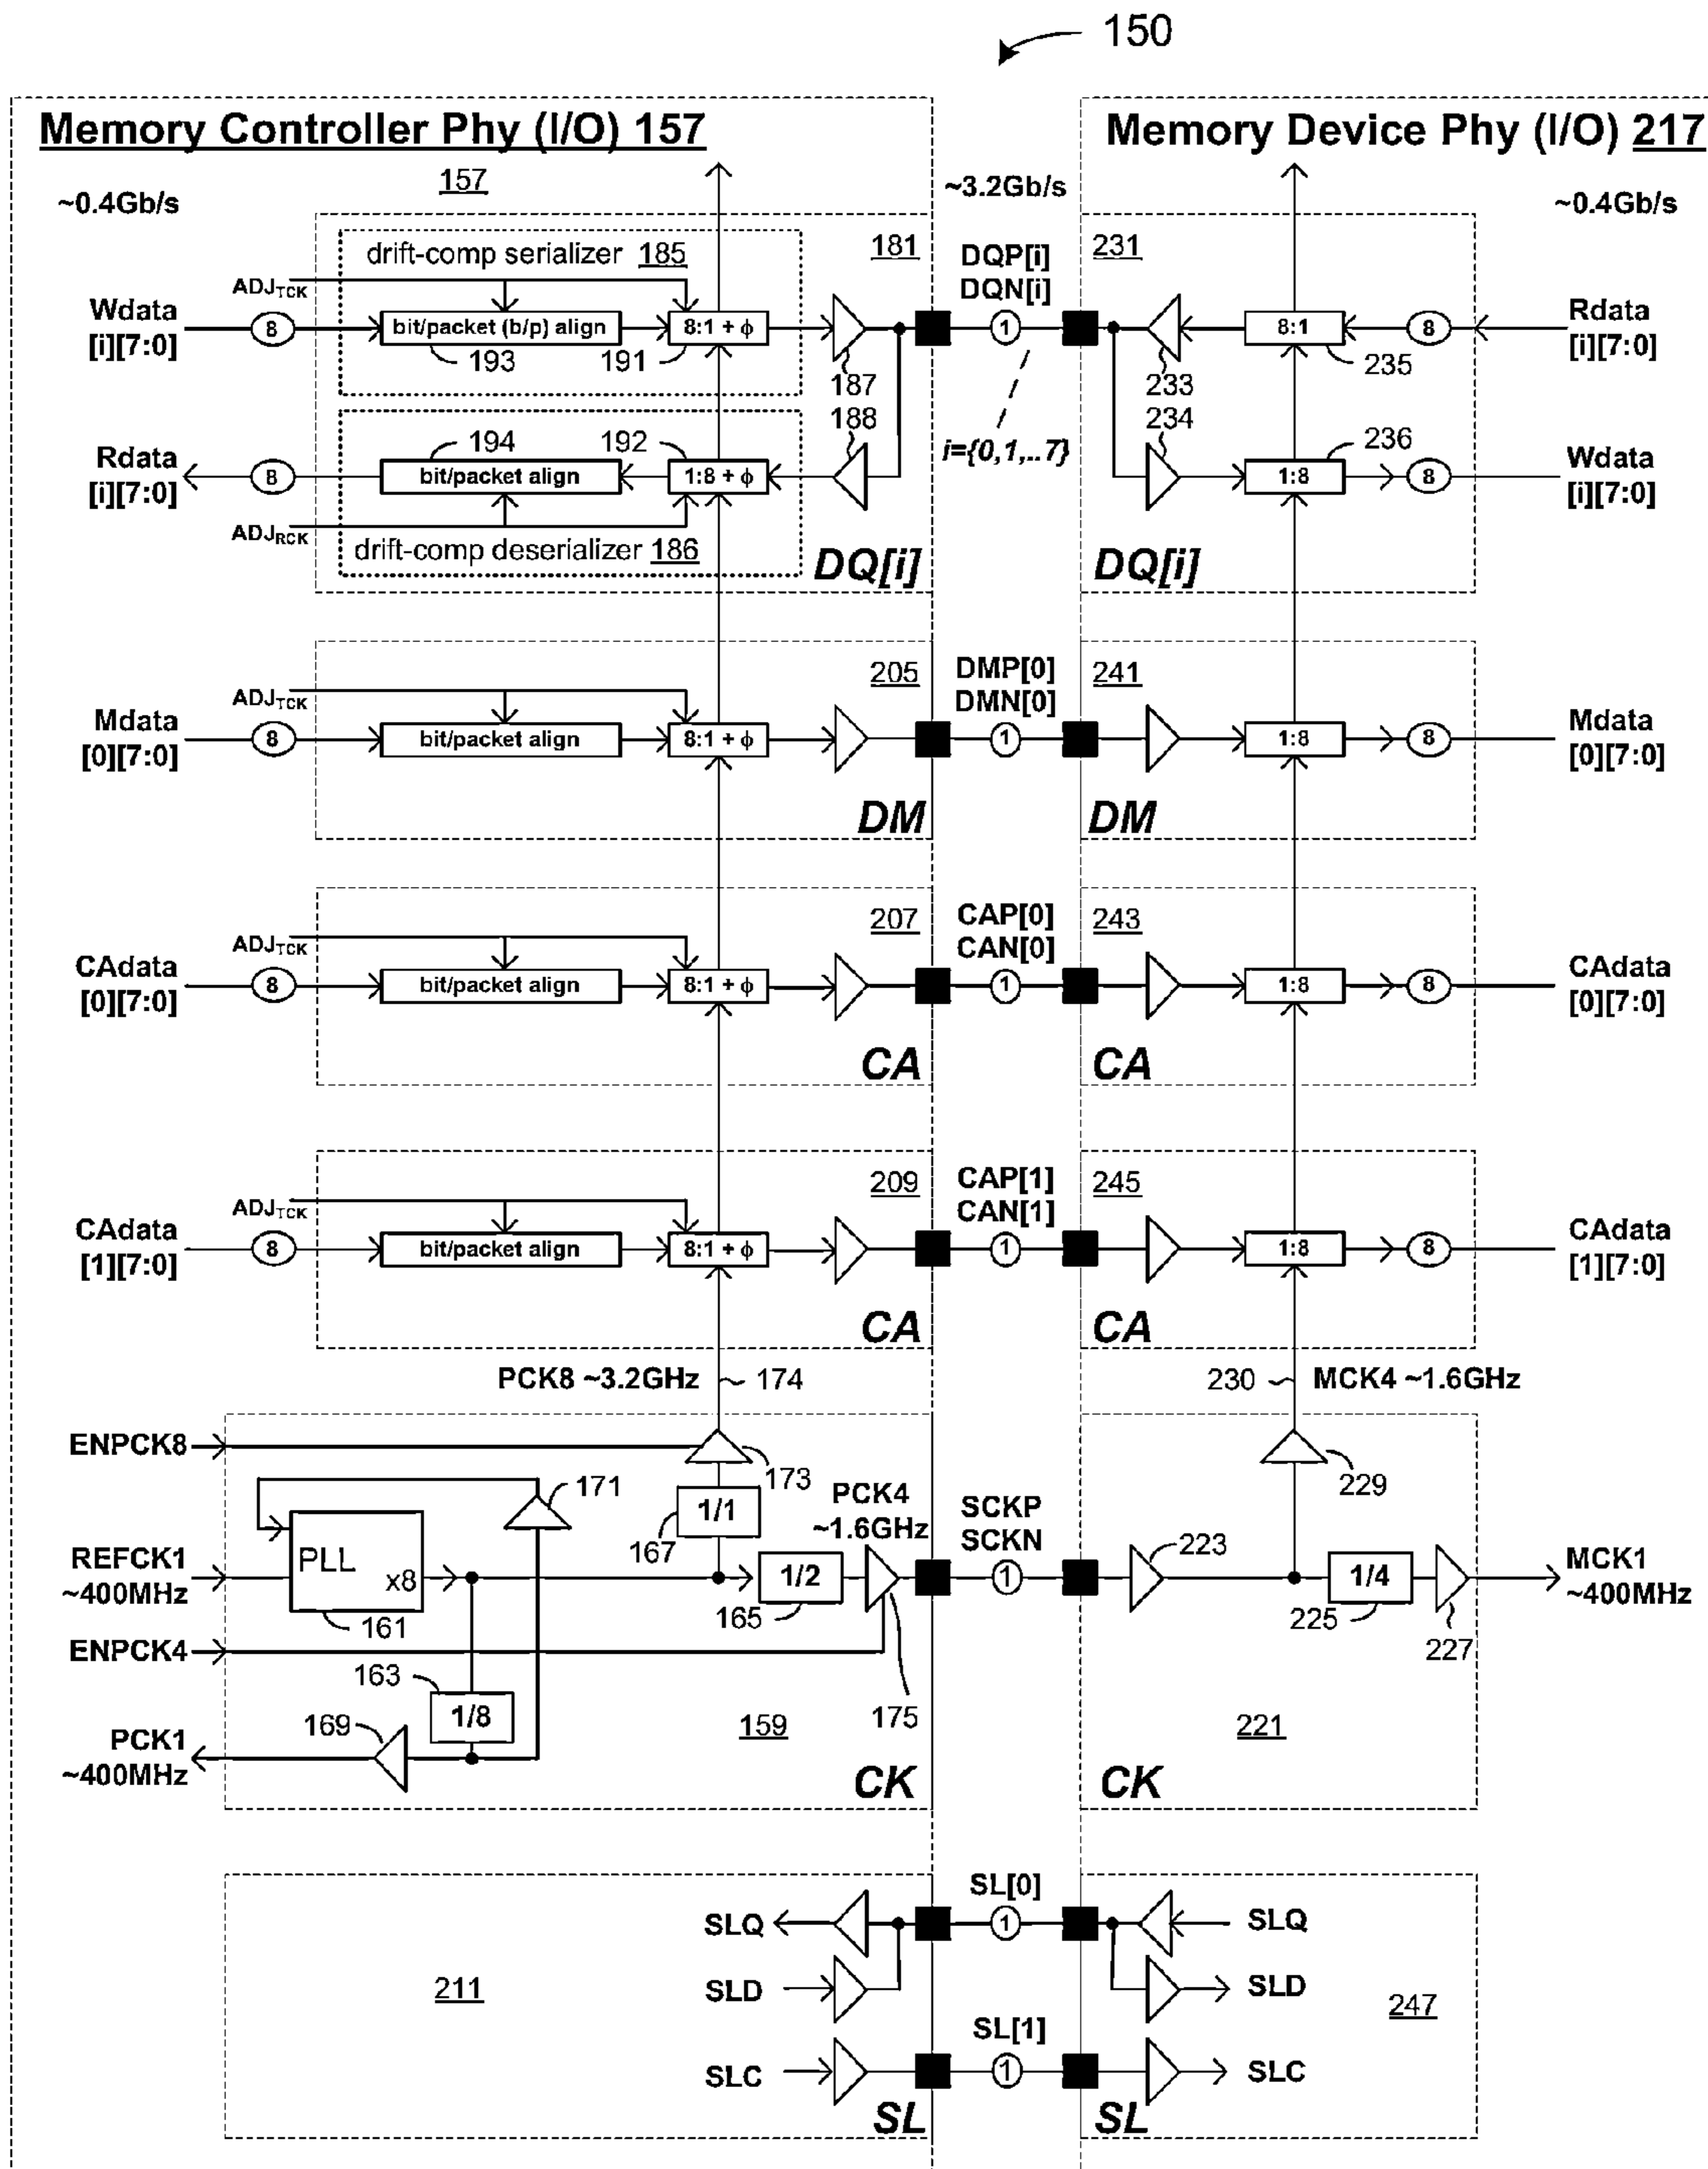 150
Memory Controller Phy (I/O) 157
Memory Device Phy (I/O) 217
~0.4Gb/s
157
~3.2Gb/s
~0.4Gb/s
drift-comp serializer 185
181
DQP[i]
DQN[i]
231
ADJTCK
Wdata
[i][7:0]
8
bit/packet (b/p) align
8:1 + ϕ
1
8:1
8
Rdata
[i][7:0]
193
191
187
233
235
188
234
i={0,1,..7}
194
192
236
Rdata
[i][7:0]
8
bit/packet align
1:8 + ϕ
1:8
8
Wdata
[i][7:0]
ADJRCK
drift-comp deserializer 186
DQ[i]
DQ[i]
205
DMP[0]
DMN[0]
241
ADJTCK
Mdata
[0][7:0]
8
bit/packet align
8:1 + ϕ
1
1:8
8
Mdata
[0][7:0]
DM
DM
207
CAP[0]
CAN[0]
243
ADJTCK
CAdata
[0][7:0]
8
bit/packet align
8:1 + ϕ
1
1:8
8
CAdata
[0][7:0]
CA
CA
209
CAP[1]
CAN[1]
245
ADJTCK
CAdata
[1][7:0]
8
bit/packet align
8:1 + ϕ
1
1:8
8
CAdata
[1][7:0]
CA
CA
PCK8 ~3.2GHz
174
230
MCK4 ~1.6GHz
ENPCK8
173
229
171
1/1
167
PCK4
~1.6GHz
SCKP
SCKN
223
REFCK1
~400MHz
PLL
x8
1/2
1
1/4
MCK1
~400MHz
161
165
225
227
ENPCK4
163
1/8
175
169
159
221
PCK1
~400MHz
CK
CK
SL[0]
SLQ
1
SLQ
SLD
SLD
211
247
SL[1]
SLC
1
SLC
SL
SL